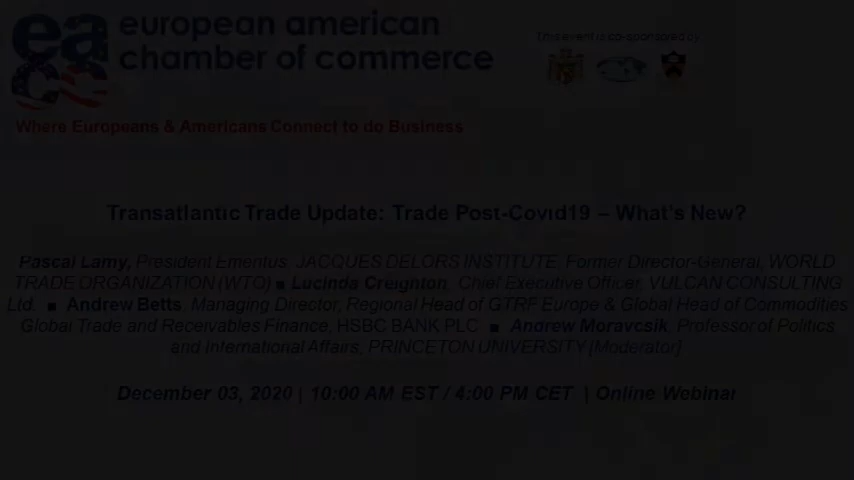 eacc
european american
chamber of commerce
This event is co-sponsored by
Where Europeans & Americans Connect to do Business
Transatlantic Trade Update: Trade Post-Covid19 – What's New?
Pascal Lamy, President Emeritus, JACQUES DELORS INSTITUTE, Former Director-General, WORLD
TRADE ORGANIZATION (WTO) ■ Lucinda Creighton, Chief Executive Officer, VULCAN CONSULTING
Ltd. ■ Andrew Betts, Managing Director, Regional Head of GTRF Europe & Global Head of Commodities
Global Trade and Receivables Finance, HSBC BANK PLC ■ Andrew Moravcsik, Professor of Politics
and International Affairs, PRINCETON UNIVERSITY [Moderator]
December 03, 2020 | 10:00 AM EST / 4:00 PM CET | Online Webinar